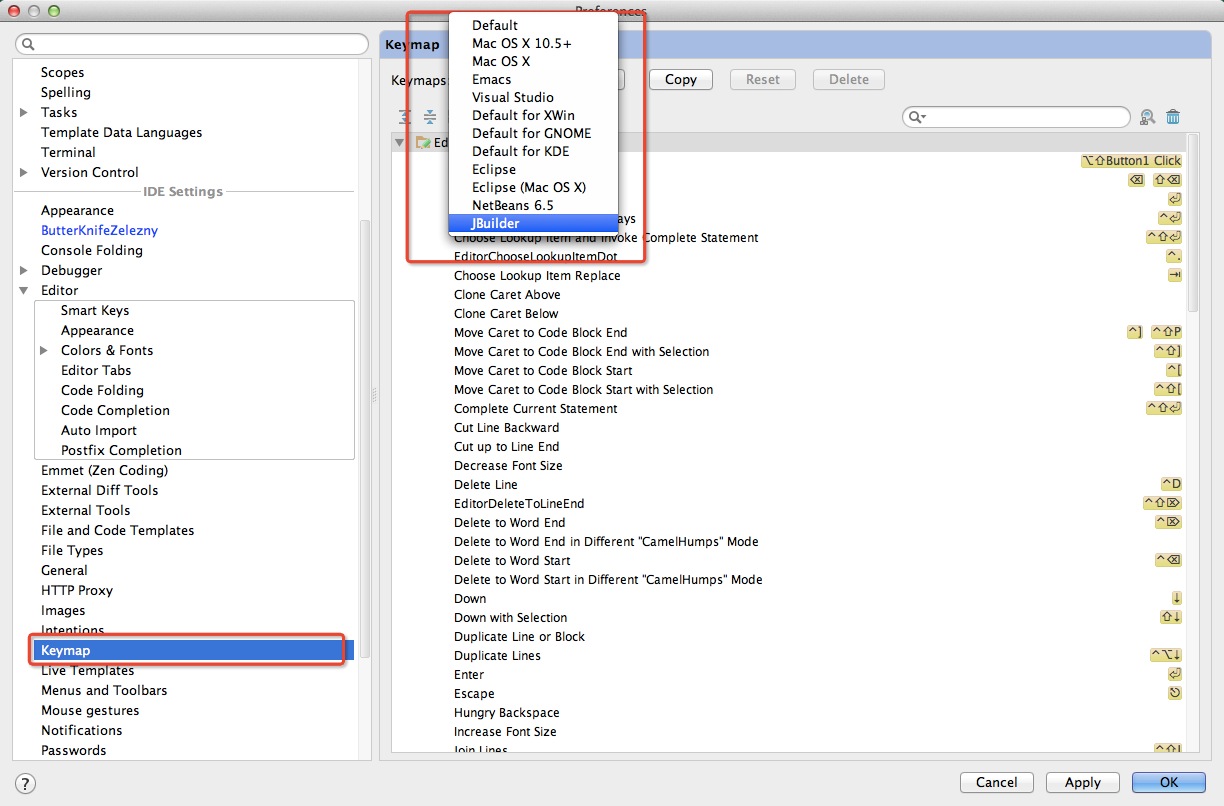 Preferences
Scopes
Spelling
Tasks
Template Data Languages
Terminal
Version Control
IDE Settings
Appearance
ButterKnifeZelezny
Console Folding
Debugger
Editor
Smart Keys
Appearance
Colors & Fonts
Editor Tabs
Code Folding
Code Completion
Auto Import
Postfix Completion
Emmet (Zen Coding)
External Diff Tools
External Tools
File and Code Templates
File Types
General
HTTP Proxy
Images
Intentions
Keymap
Live Templates
Menus and Toolbars
Mouse gestures
Notifications
Passwords
Keymap
Keymaps:
Default
Mac OS X 10.5+
Mac OS X
Emacs
Visual Studio
Default for XWin
Default for GNOME
Default for KDE
Eclipse
Eclipse (Mac OS X)
NetBeans 6.5
JBuilder
Copy Reset Delete
Ed
⌥⇧Button1 Click
⌫ ⇧⌫
⏎
ays ^⏎
Choose Lookup Item and Invoke Complete Statement ^⇧⏎
EditorChooseLookupItemDot ^.
Choose Lookup Item Replace ⇥
Clone Caret Above
Clone Caret Below
Move Caret to Code Block End ^] ^⇧P
Move Caret to Code Block End with Selection ^⇧]
Move Caret to Code Block Start ^[
Move Caret to Code Block Start with Selection ^⇧[
Complete Current Statement ^⇧⏎
Cut Line Backward
Cut up to Line End
Decrease Font Size
Delete Line ^D
EditorDeleteToLineEnd ^⇧⌦
Delete to Word End ^⌦
Delete to Word End in Different "CamelHumps" Mode
Delete to Word Start ^⌫
Delete to Word Start in Different "CamelHumps" Mode
Down ↓
Down with Selection ⇧↓
Duplicate Line or Block
Duplicate Lines ^⌥↓
Enter ⏎
Escape ⎋
Hungry Backspace
Increase Font Size
Join Lines ^⇧J
?
Cancel Apply OK